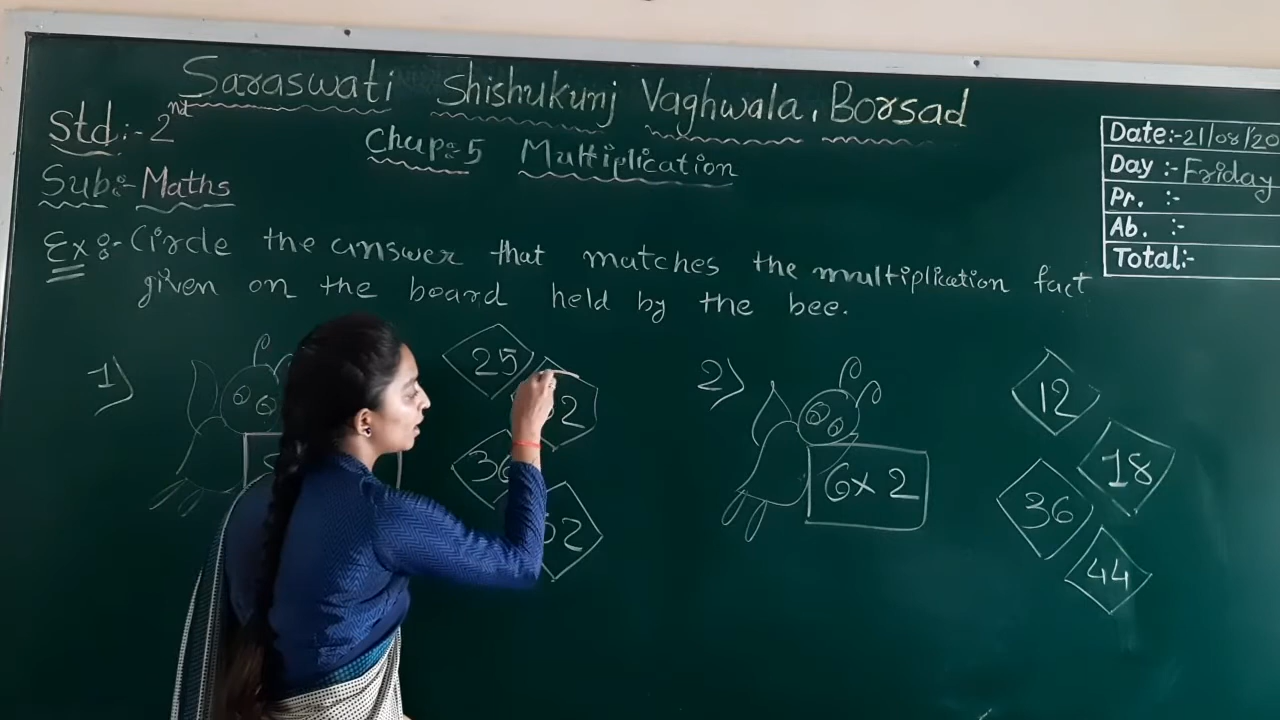 Saraswati Shishukunj Vaghwala, Borsad
Std:- 2nd
Chap:-5 Multiplication
Sub:- Maths
Date:-21/08/20
Day :- Friday
Pr. :-
Ab. :-
Total:-
Ex:- Circle the answer that matches the multiplication fact
given on the board held by the bee.
1)
25
36
2)
6x2
12
18
36
44